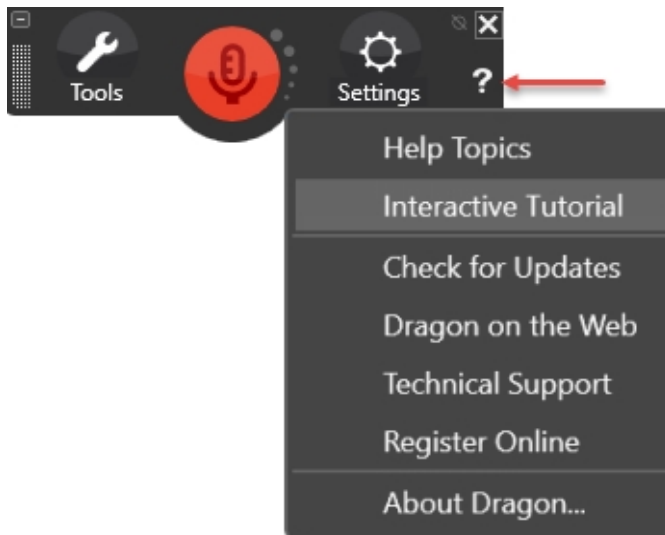 Tools
Settings
?
Help Topics
Interactive Tutorial
Check for Updates
Dragon on the Web
Technical Support
Register Online
About Dragon...